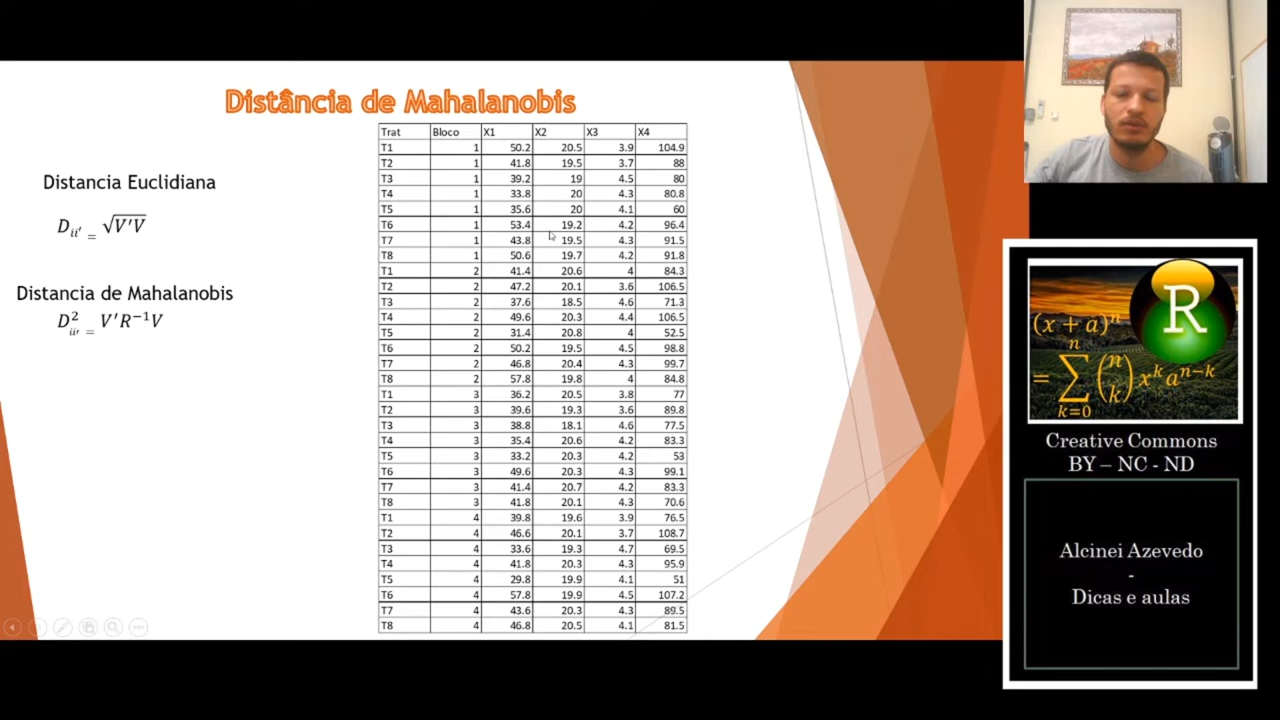 Distância de Mahalanobis
Distancia Euclidiana
D_{ii'} = √V'V
Distancia de Mahalanobis
D²_{ii'} = V'R⁻¹V
Trat Bloco X1 X2 X3 X4
T1 1 50.2 20.5 3.9 104.9
T2 1 41.8 19.5 3.7 88
T3 1 39.2 19 4.5 80
T4 1 33.8 20 4.3 80.8
T5 1 35.6 20 4.1 60
T6 1 53.4 19.2 4.2 96.4
T7 1 43.8 19.5 4.3 91.5
T8 1 50.6 19.7 4.2 91.8
T1 2 41.4 20.6 4 84.3
T2 2 47.2 20.1 3.6 106.5
T3 2 37.6 18.5 4.6 71.3
T4 2 49.6 20.3 4.4 106.5
T5 2 31.4 20.8 4 52.5
T6 2 50.2 19.5 4.5 98.8
T7 2 46.8 20.4 4.3 99.7
T8 2 57.8 19.8 4 84.8
T1 3 36.2 20.5 3.8 77
T2 3 39.6 19.3 3.6 89.8
T3 3 38.8 18.1 4.6 77.5
T4 3 35.4 20.6 4.2 83.3
T5 3 33.2 20.3 4.2 53
T6 3 49.6 20.3 4.3 99.1
T7 3 41.4 20.7 4.2 83.3
T8 3 41.8 20.1 4.3 70.6
T1 4 39.8 19.6 3.9 76.5
T2 4 46.6 20.1 3.7 108.7
T3 4 33.6 19.3 4.7 69.5
T4 4 41.8 20.3 4.3 95.9
T5 4 29.8 19.9 4.1 51
T6 4 57.8 19.9 4.5 107.2
T7 4 43.6 20.3 4.3 89.5
T8 4 46.8 20.5 4.1 81.5
R
(x + a)^n
= ∑_{k=0}^{n} (n k) x^k a^{n-k}
Creative Commons
BY – NC - ND
Alcinei Azevedo
-
Dicas e aulas